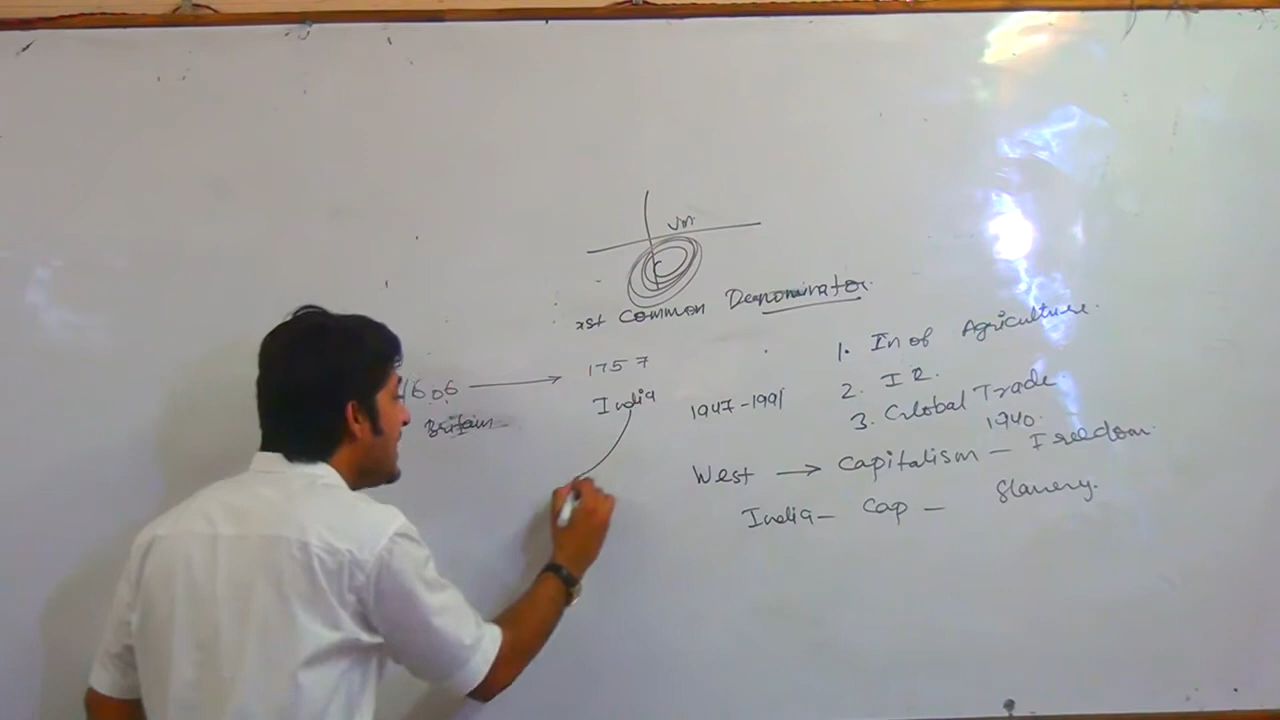 1st Common Denominator
1606 → 1757
Britain
India
1947-1991
1. In of Agriculture.
2. I R.
3. Global Trade
1940.
West → Capitalism – Freedom.
India – Cap – Slavery.